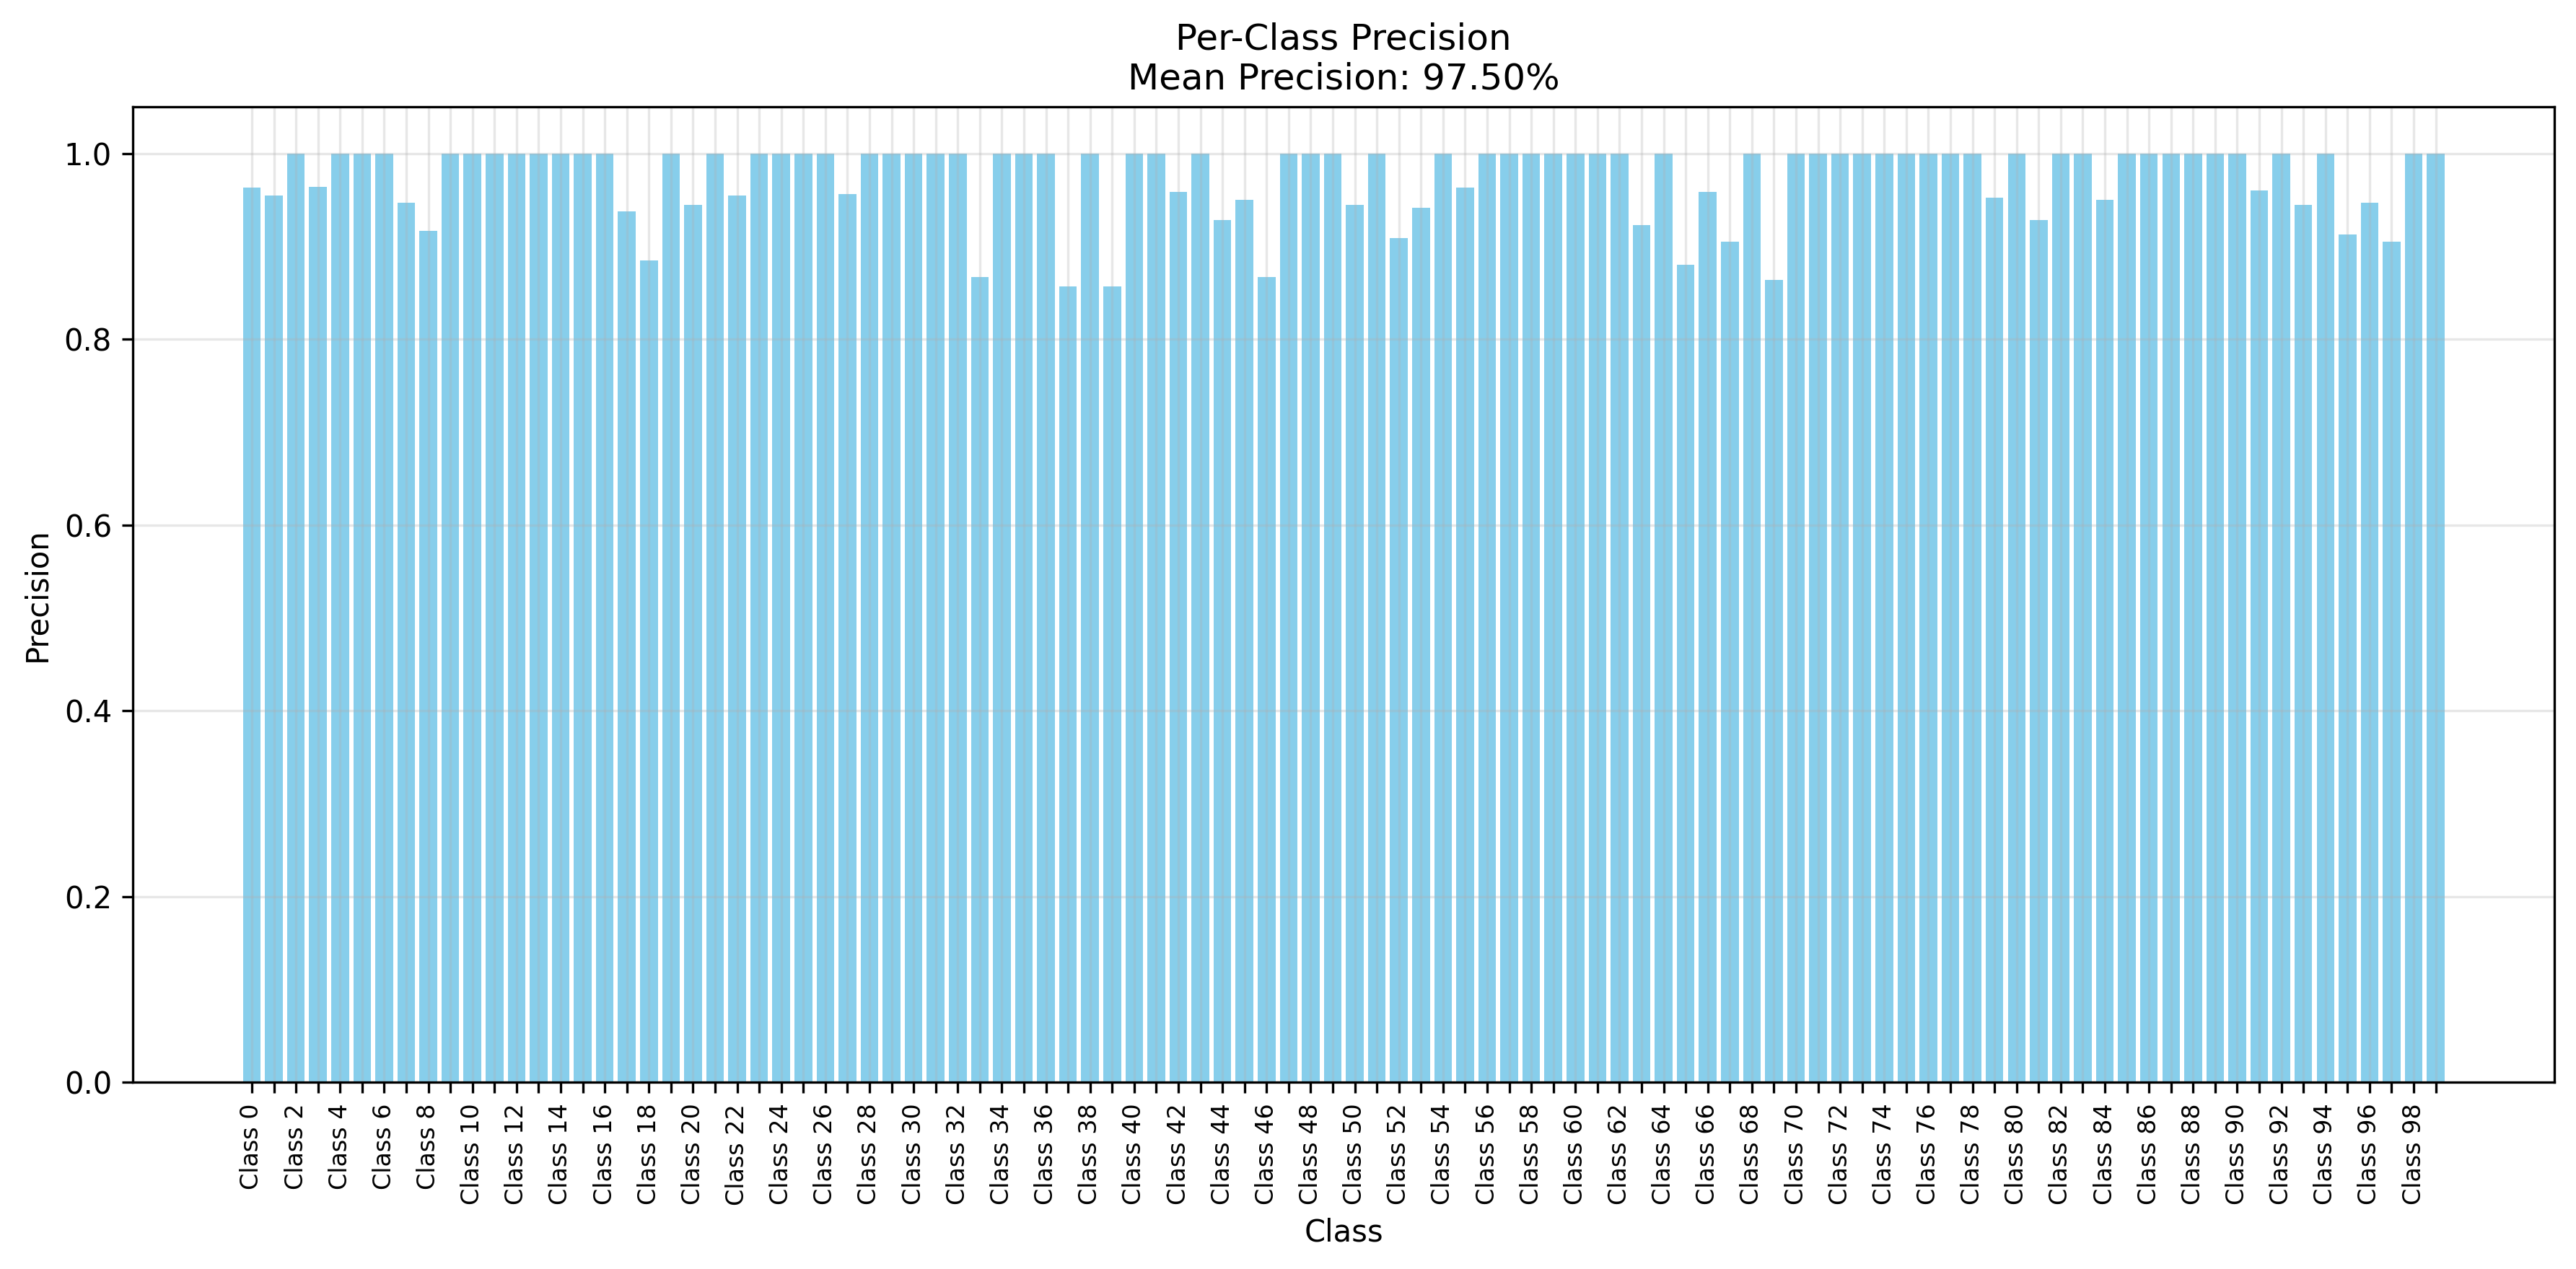 Per-Class Precision
Mean Precision: 97.50%
Precision
1.0
0.8
0.6
0.4
0.2
0.0
Class 0
Class 2
Class 4
Class 6
Class 8
Class 10
Class 12
Class 14
Class 16
Class 18
Class 20
Class 22
Class 24
Class 26
Class 28
Class 30
Class 32
Class 34
Class 36
Class 38
Class 40
Class 42
Class 44
Class 46
Class 48
Class 50
Class 52
Class 54
Class 56
Class 58
Class 60
Class 62
Class 64
Class 66
Class 68
Class 70
Class 72
Class 74
Class 76
Class 78
Class 80
Class 82
Class 84
Class 86
Class 88
Class 90
Class 92
Class 94
Class 96
Class 98
Class